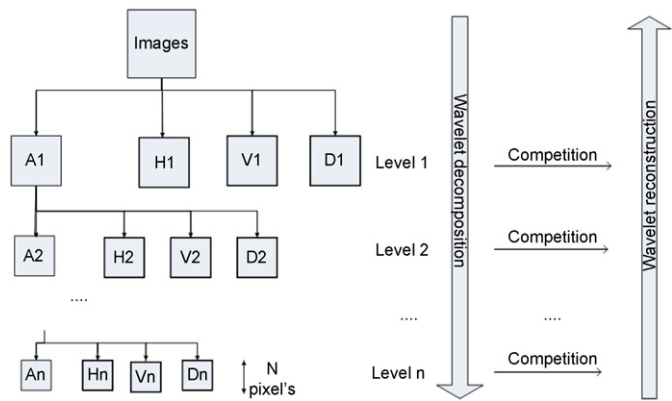 Images
A1 H1 V1 D1 Level 1 Competition
A2 H2 V2 D2 Level 2 Competition
.... .... ....
An Hn Vn Dn N Level n Competition
pixel's
Wavelet decomposition
Wavelet reconstruction